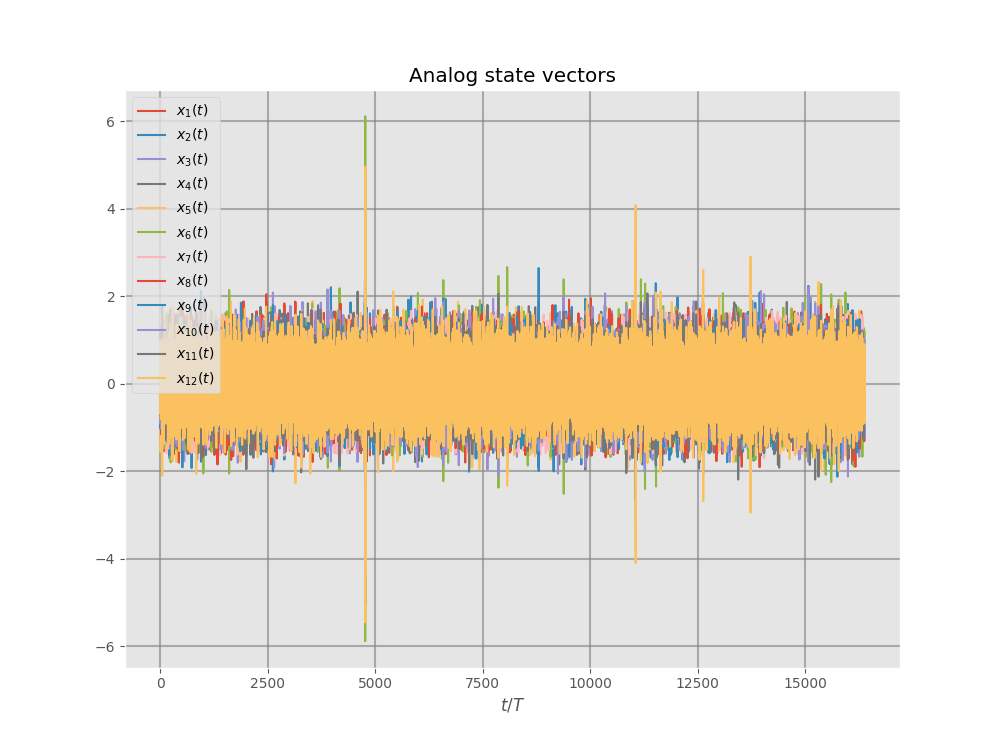 Analog state vectors
x₁(t)
x₂(t)
x₃(t)
x₄(t)
x₅(t)
x₆(t)
x₇(t)
x₈(t)
x₉(t)
x₁₀(t)
x₁₁(t)
x₁₂(t)
6
4
2
0
−2
−4
−6
0 2500 5000 7500 10000 12500 15000
t/T